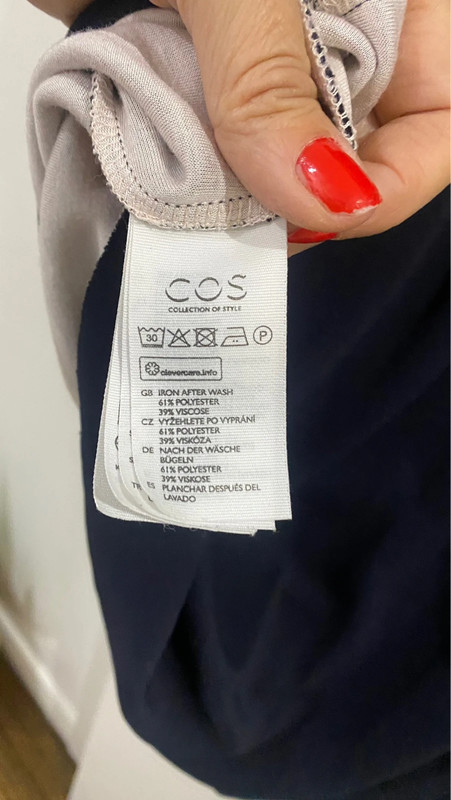 COS
COLLECTION OF STYLE
30 P
clevercare.info
GB IRON AFTER WASH
61% POLYESTER
39% VISCOSE
CZ VYŽEHLETE PO VYPRÁNÍ
61% POLYESTER
39% VISKÓZA
DE NACH DER WÄSCHE
BÜGELN
61% POLYESTER
39% VISKOSE
ES PLANCHAR DESPUÉS DEL
LAVADO